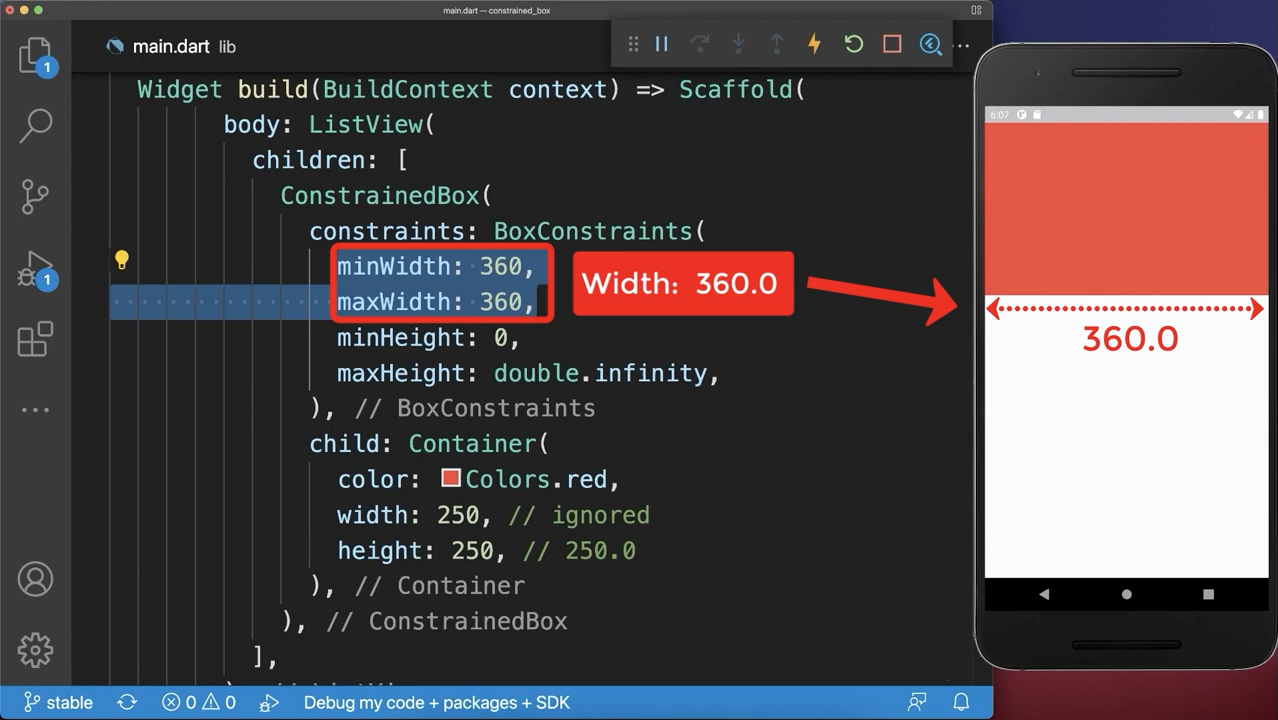 main.dart — constrained_box
main.dart lib
Widget build(BuildContext context) => Scaffold(
body: ListView(
children: [
ConstrainedBox(
constraints: BoxConstraints(
minWidth: 360,
maxWidth: 360,
minHeight: 0,
maxHeight: double.infinity,
), // BoxConstraints
child: Container(
color: Colors.red,
width: 250, // ignored
height: 250, // 250.0
), // Container
), // ConstrainedBox
],
Width: 360.0
6:07
360.0
1
1
stable
0
0
Debug my code + packages + SDK